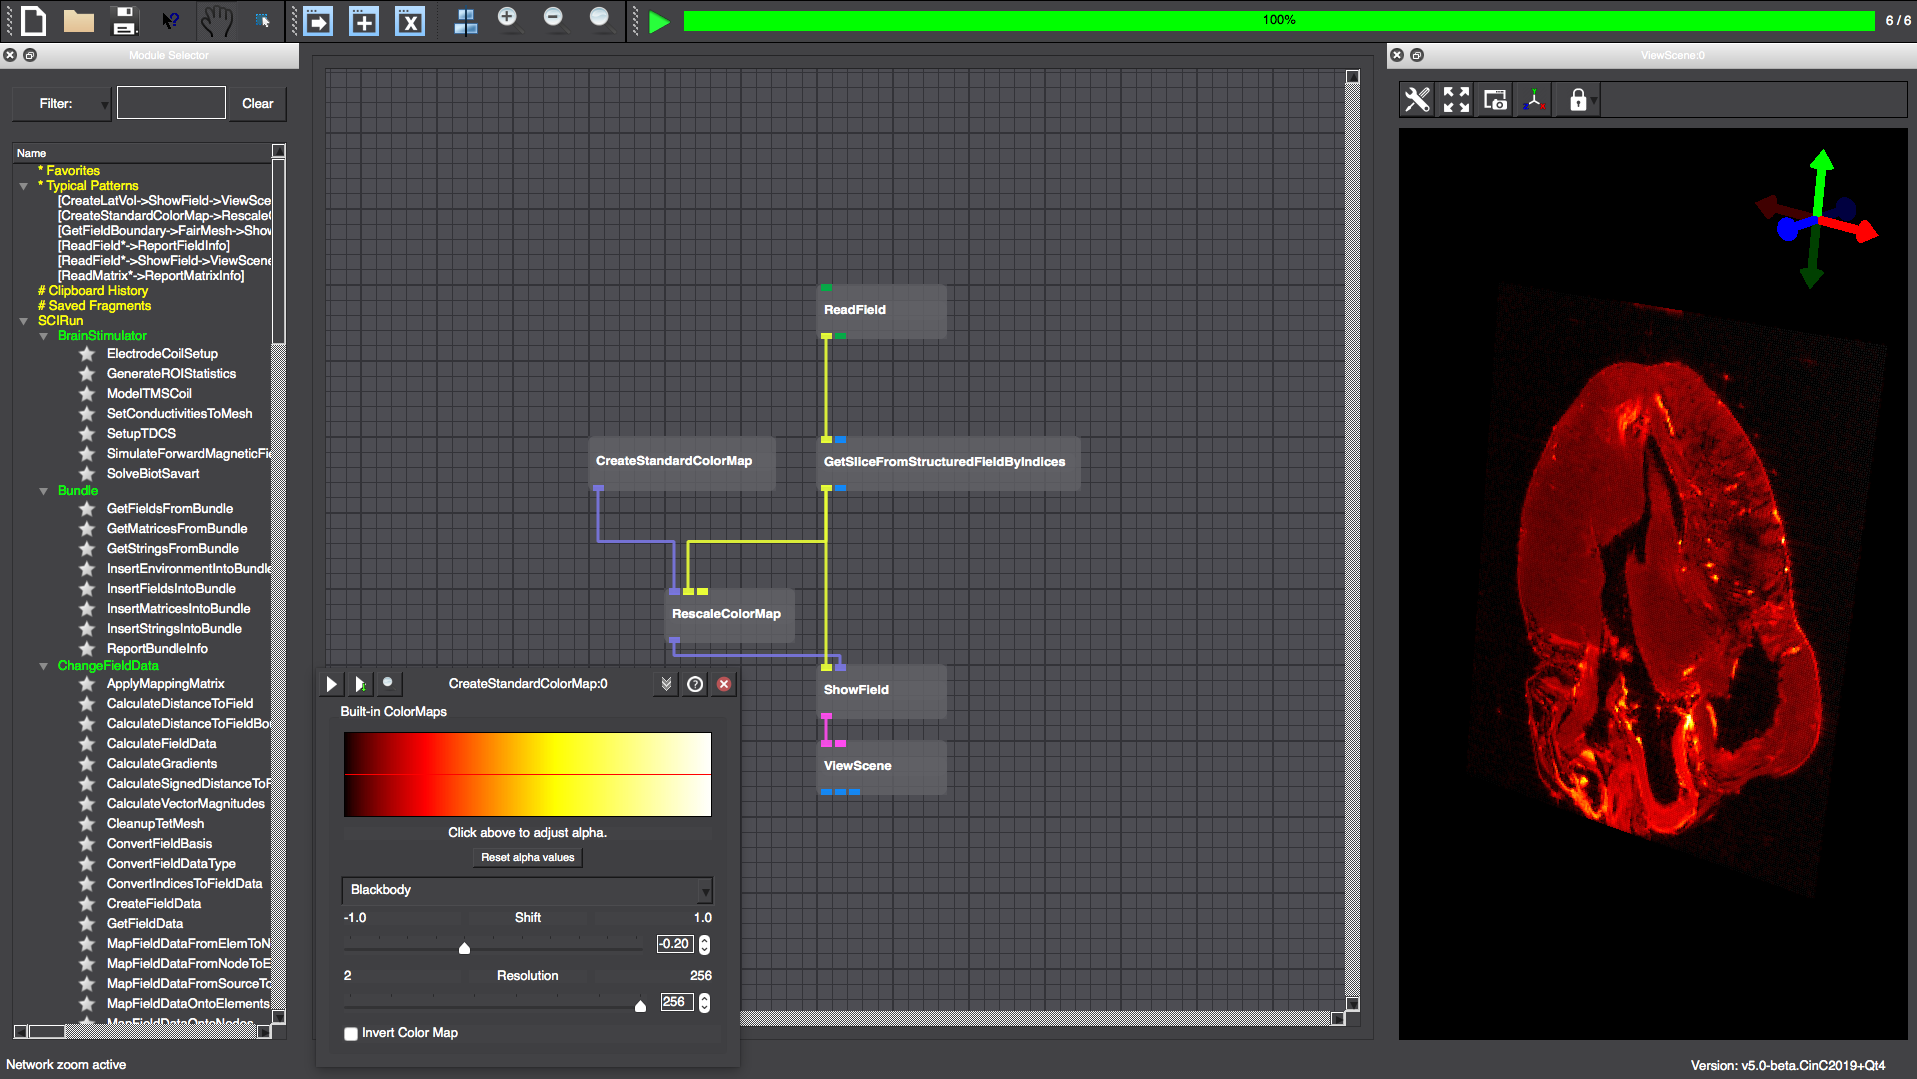 100%
6 / 6
Module Selector
ViewScene:0
Filter:
Clear
Name
* Favorites
* Typical Patterns
[CreateLatVol->ShowField->ViewSce
[CreateStandardColorMap->Rescale
[GetFieldBoundary->FairMesh->Shov
[ReadField*->ReportFieldInfo]
[ReadField*->ShowField->ViewScene
[ReadMatrix*->ReportMatrixInfo]
# Clipboard History
# Saved Fragments
SCIRun
BrainStimulator
ElectrodeCoilSetup
GenerateROIStatistics
ModelTMSCoil
SetConductivitiesToMesh
SetupTDCS
SimulateForwardMagneticFie
SolveBiotSavart
Bundle
GetFieldsFromBundle
GetMatricesFromBundle
GetStringsFromBundle
InsertEnvironmentIntoBundle
InsertFieldsIntoBundle
InsertMatricesIntoBundle
InsertStringsIntoBundle
ReportBundleInfo
ChangeFieldData
ApplyMappingMatrix
CalculateDistanceToField
CalculateDistanceToFieldBou
CalculateFieldData
CalculateGradients
CalculateSignedDistanceToF
CalculateVectorMagnitudes
CleanupTetMesh
ConvertFieldBasis
ConvertFieldDataType
ConvertIndicesToFieldData
CreateFieldData
GetFieldData
MapFieldDataFromElemToN
MapFieldDataFromNodeToE
MapFieldDataFromSourceTo
MapFieldDataOntoElements
MapFieldDataOntoNodes
Network zoom active
ReadField
CreateStandardColorMap
GetSliceFromStructuredFieldByIndices
RescaleColorMap
ShowField
ViewScene
CreateStandardColorMap:0
Built-in ColorMaps
Click above to adjust alpha.
Reset alpha values
Blackbody
-1.0 Shift 1.0
-0.20
2 Resolution 256
256
Invert Color Map
Version: v5.0-beta.CinC2019+Qt4